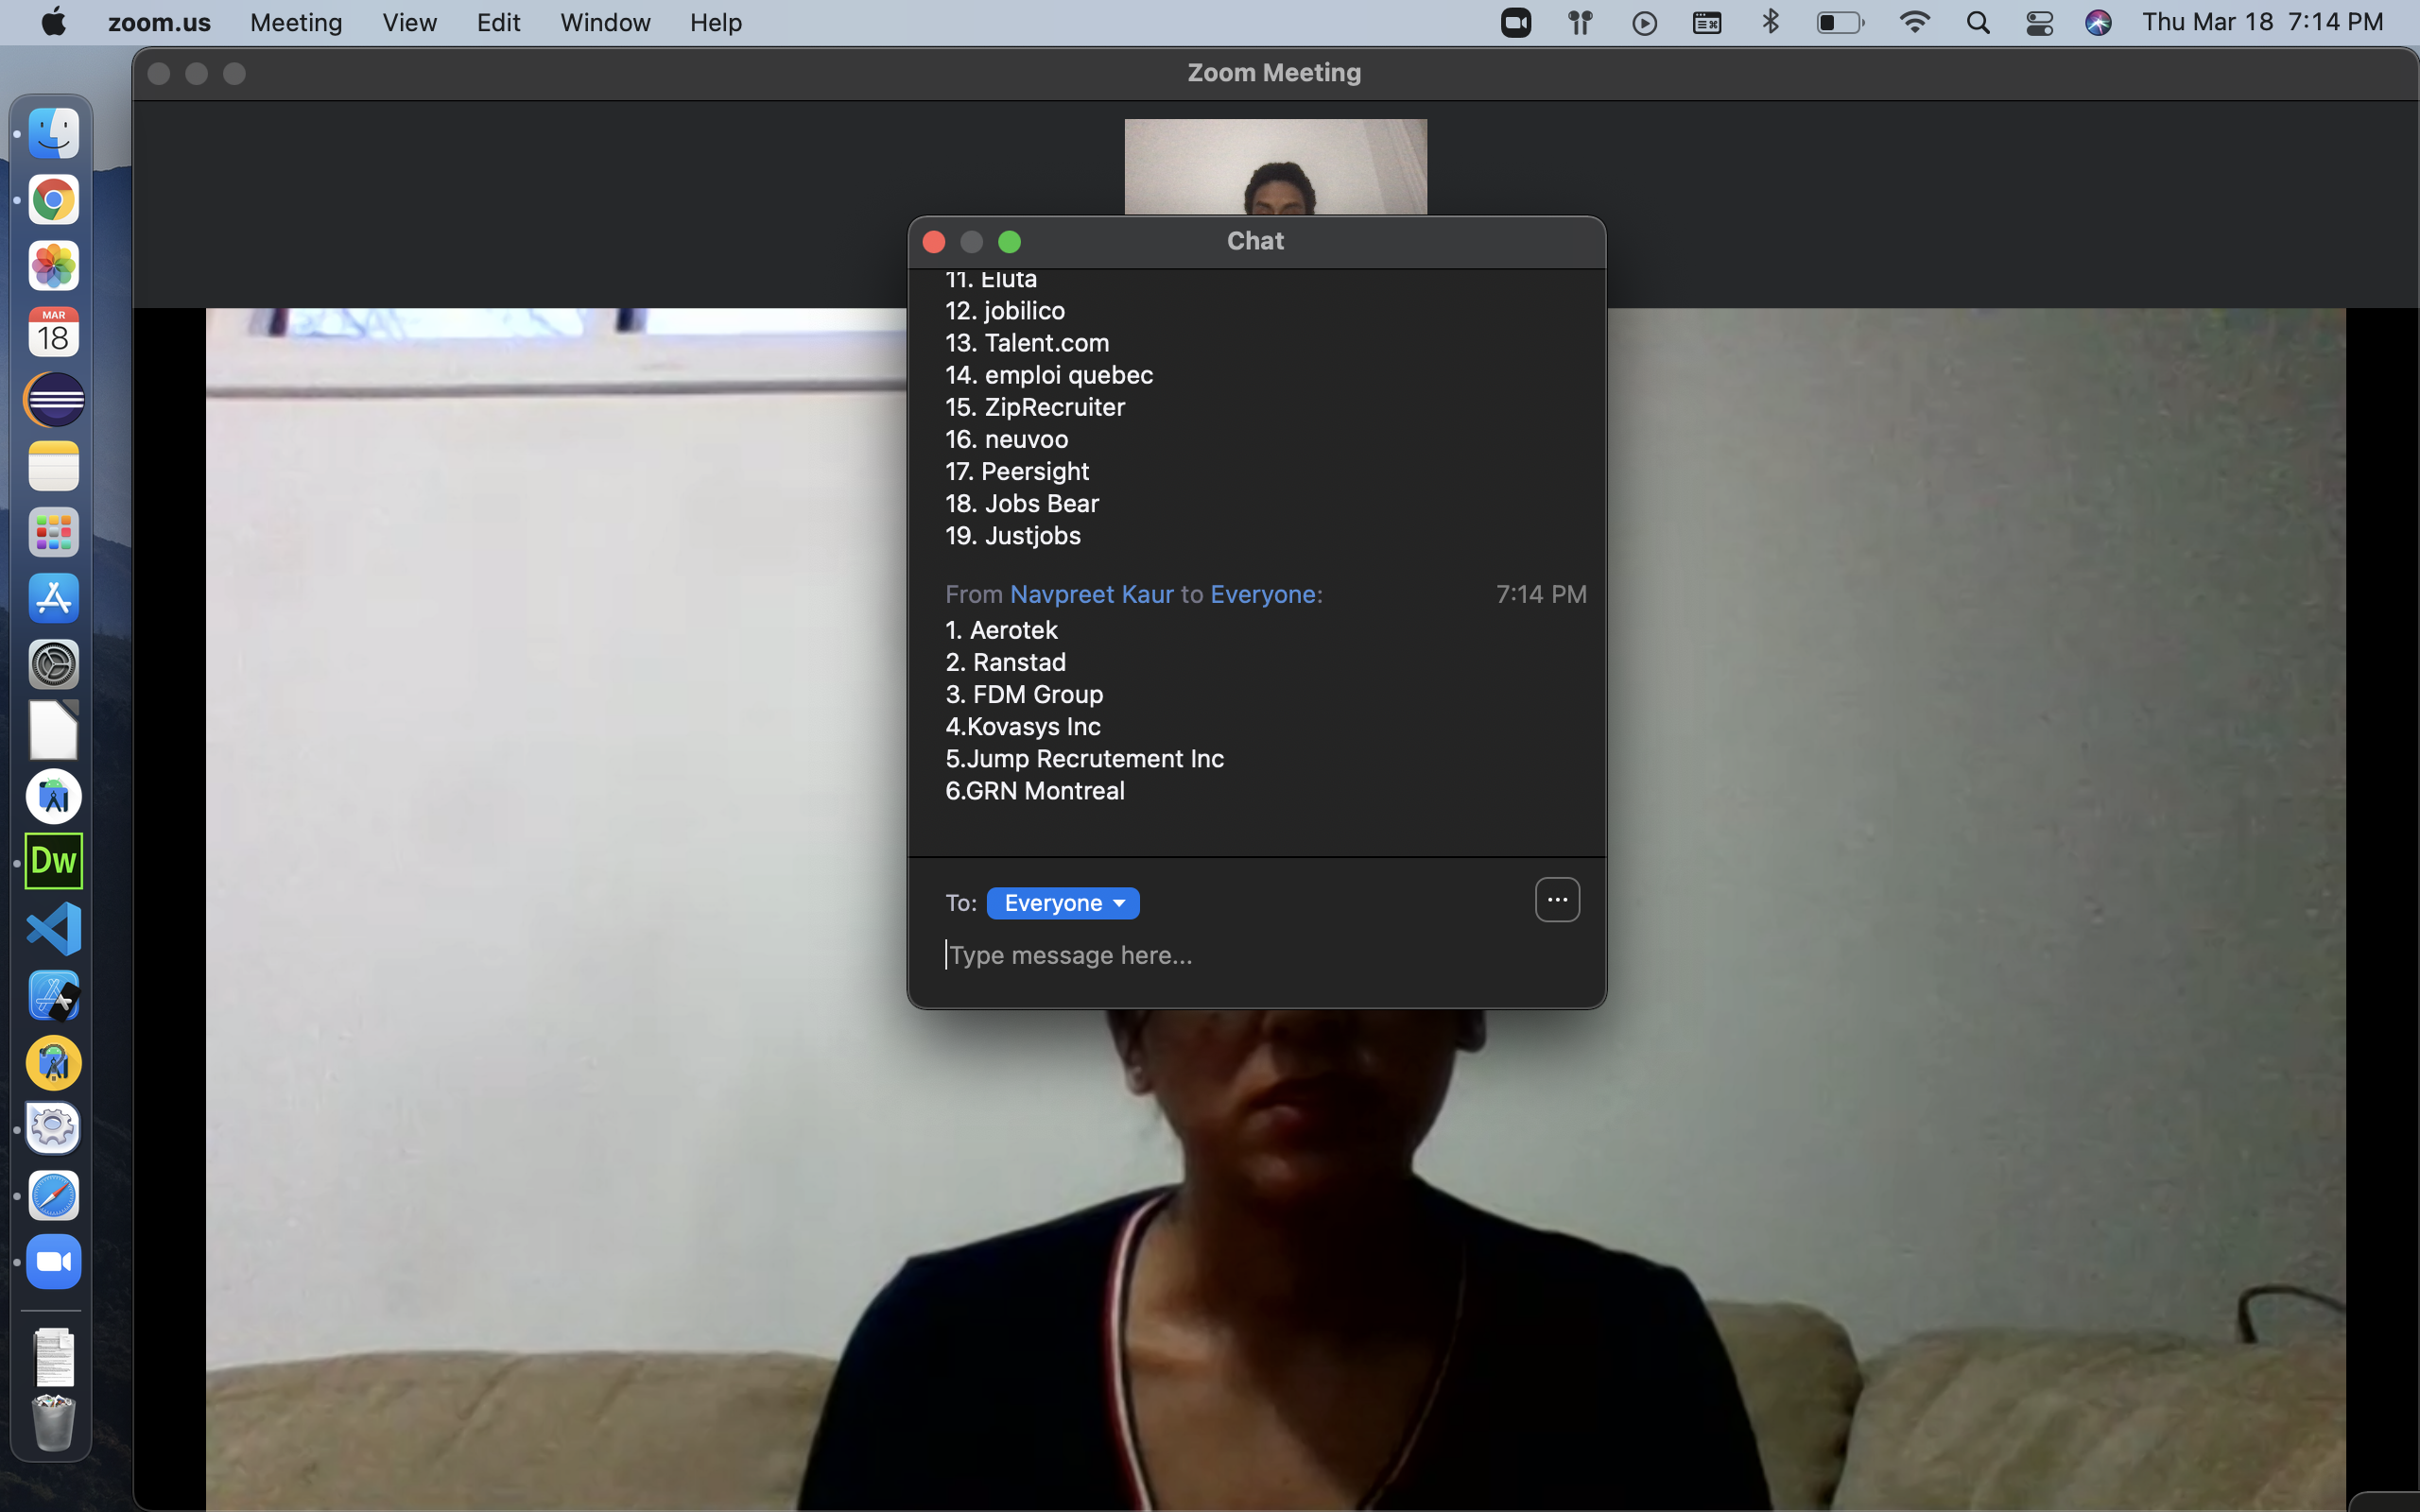 zoom.us Meeting View Edit Window Help Thu Mar 18 7:14 PM
Zoom Meeting
MAR
18
Dw
Chat
11. Eluta
12. jobilico
13. Talent.com
14. emploi quebec
15. ZipRecruiter
16. neuvoo
17. Peersight
18. Jobs Bear
19. Justjobs
From Navpreet Kaur to Everyone: 7:14 PM
1. Aerotek
2. Ranstad
3. FDM Group
4.Kovasys Inc
5.Jump Recrutement Inc
6.GRN Montreal
To: Everyone
Type message here...